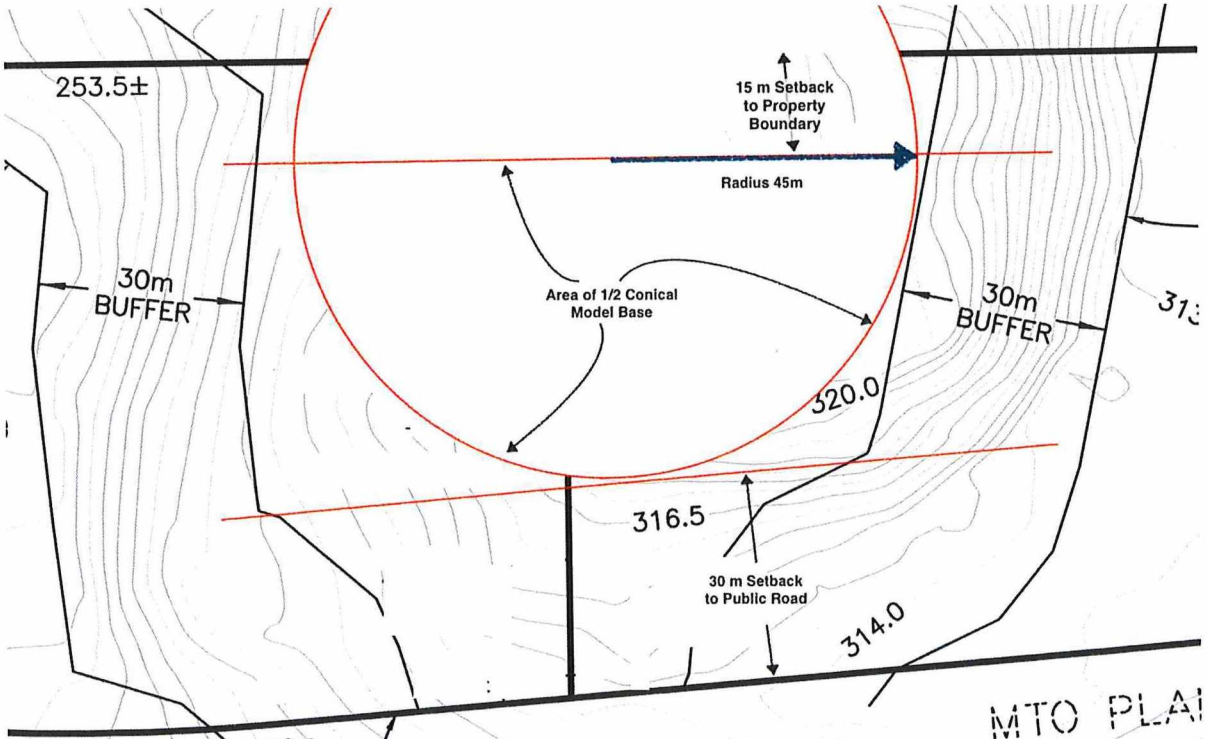 253.5±
15 m Setback
to Property
Boundary
Radius 45m
30m
BUFFER
Area of 1/2 Conical
Model Base
30m
BUFFER
320.0
316.5
30 m Setback
to Public Road
314.0
MTO